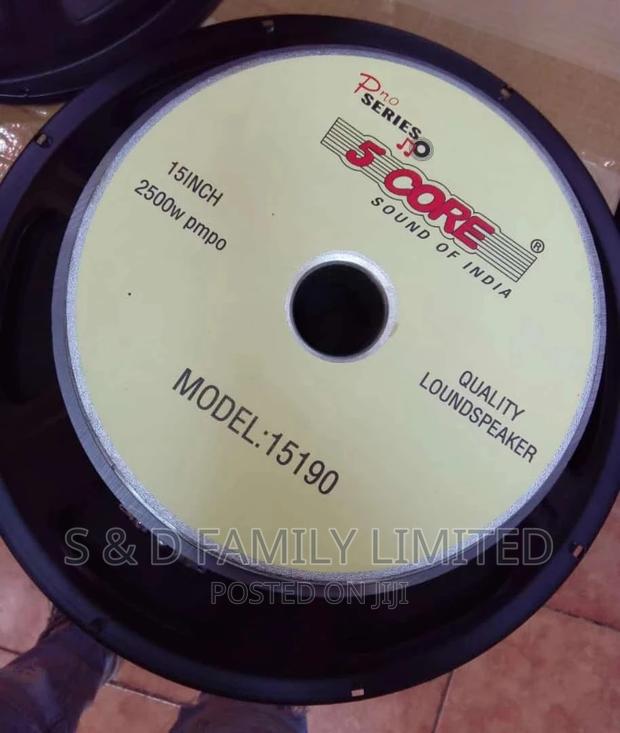 Pro
SERIES
5 CORE ®
SOUND OF INDIA
15INCH
2500w pmpo
QUALITY
LOUNDSPEAKER
MODEL:15190
S & D FAMILY LIMITED
POSTED ON JIJI